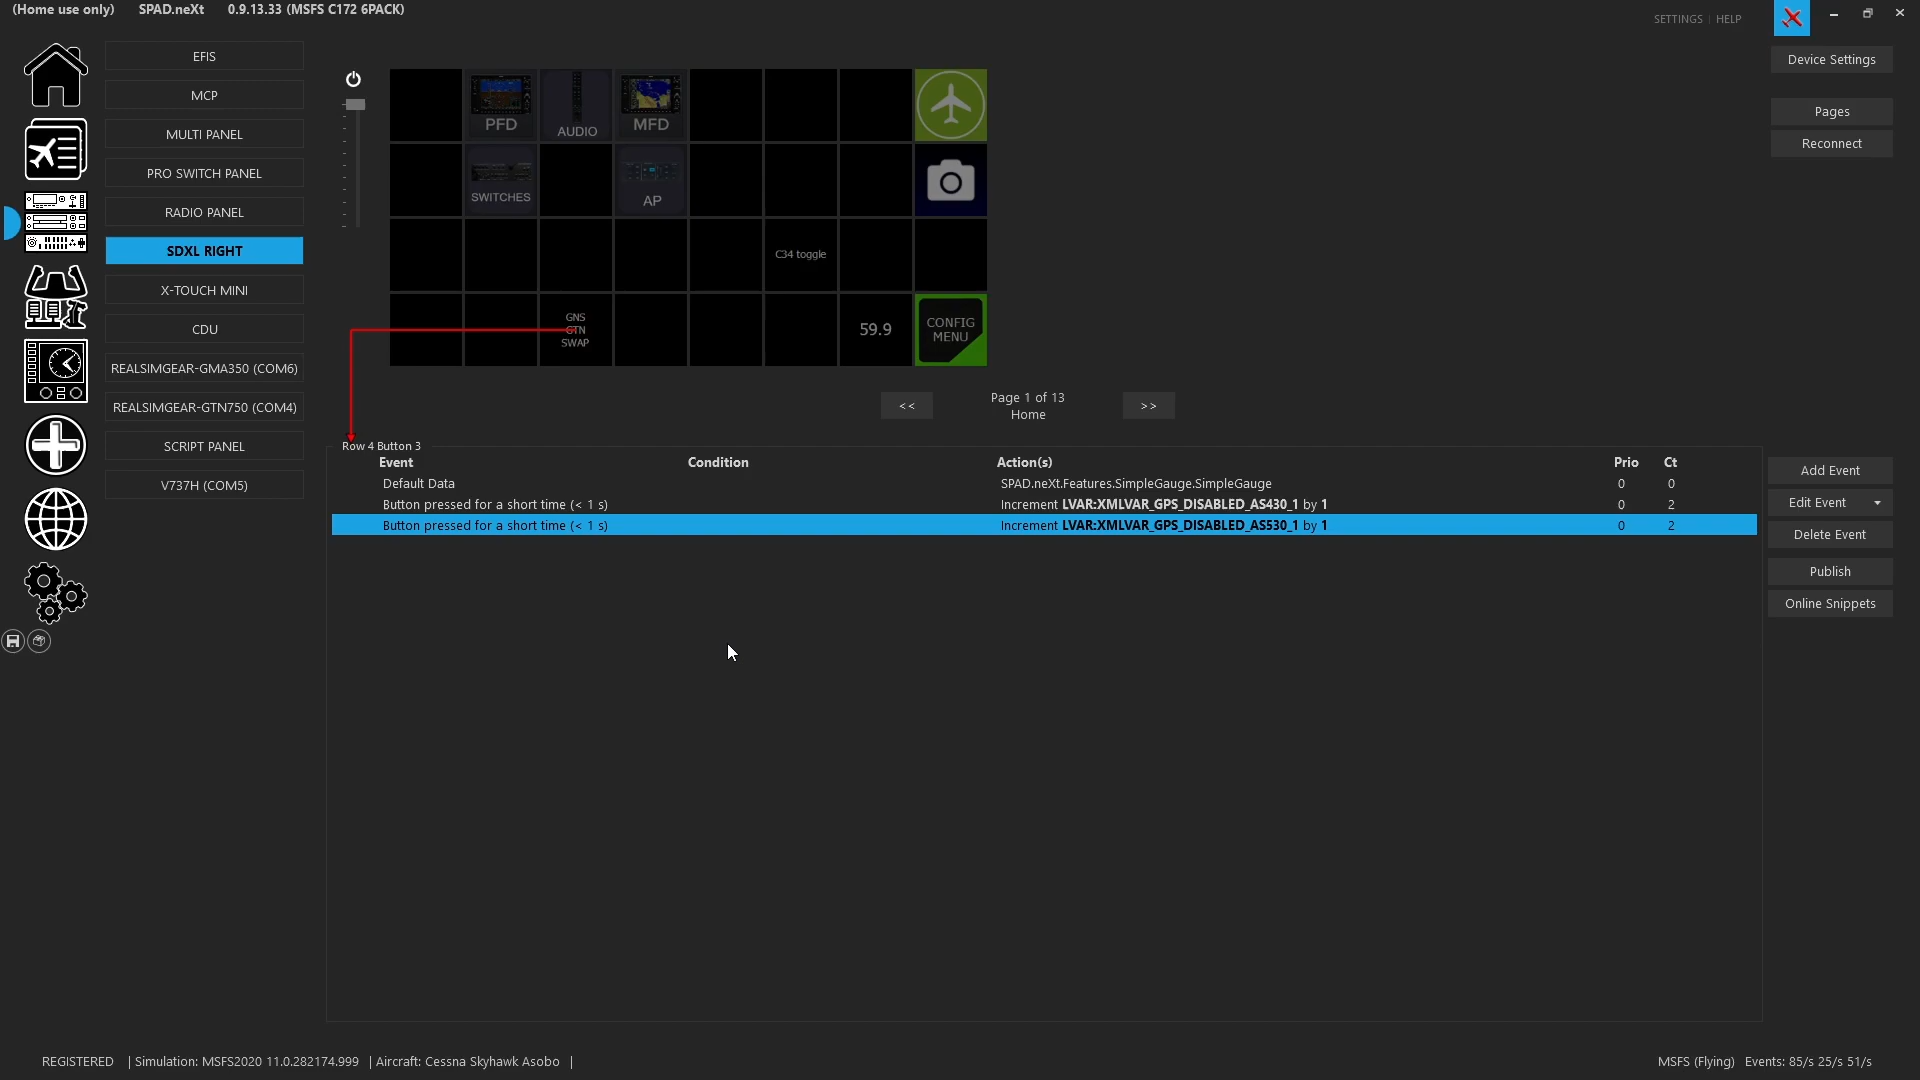 (Home use only) SPAD.neXt 0.9.13.33 (MSFS C172 6PACK)
SETTINGS | HELP
EFIS
MCP
MULTI PANEL
PRO SWITCH PANEL
RADIO PANEL
SDXL RIGHT
X-TOUCH MINI
CDU
REALSIMGEAR-GMA350 (COM6)
REALSIMGEAR-GTN750 (COM4)
SCRIPT PANEL
V737H (COM5)
PFD
AUDIO
MFD
SWITCHES
AP
C34 toggle
GNS
GTN
SWAP
59.9
CONFIG
MENU
Device Settings
Pages
Reconnect
<<
Page 1 of 13
Home
>>
Row 4 Button 3
Event Condition Action(s) Prio Ct
Default Data SPAD.neXt.Features.SimpleGauge.SimpleGauge 0 0
Button pressed for a short time (< 1 s) Increment LVAR:XMLVAR_GPS_DISABLED_AS430_1 by 1 0 2
Button pressed for a short time (< 1 s) Increment LVAR:XMLVAR_GPS_DISABLED_AS530_1 by 1 0 2
Add Event
Edit Event
Delete Event
Publish
Online Snippets
REGISTERED | Simulation: MSFS2020 11.0.282174.999 | Aircraft: Cessna Skyhawk Asobo |
MSFS (Flying) Events: 85/s 25/s 51/s